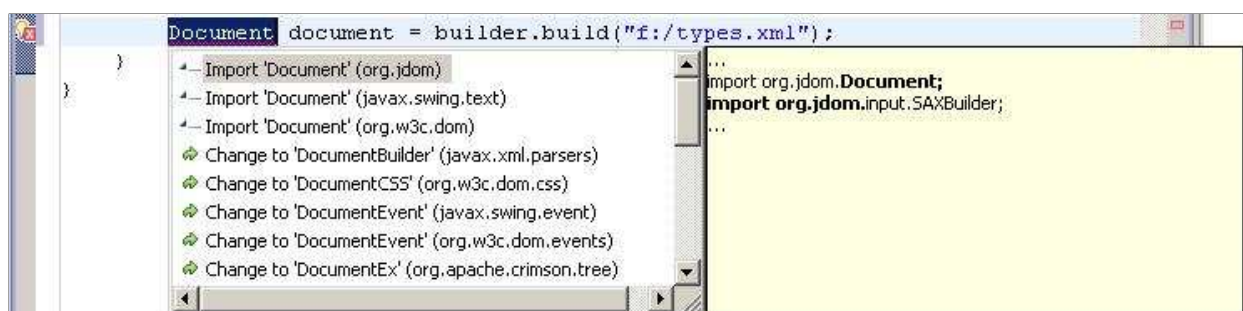 Document document = builder.build("f:/types.xml");
}
}
Import 'Document' (org.jdom)
Import 'Document' (javax.swing.text)
Import 'Document' (org.w3c.dom)
Change to 'DocumentBuilder' (javax.xml.parsers)
Change to 'DocumentCSS' (org.w3c.dom.css)
Change to 'DocumentEvent' (javax.swing.event)
Change to 'DocumentEvent' (org.w3c.dom.events)
Change to 'DocumentEx' (org.apache.crimson.tree)
...
import org.jdom.Document;
import org.jdom.input.SAXBuilder;
...